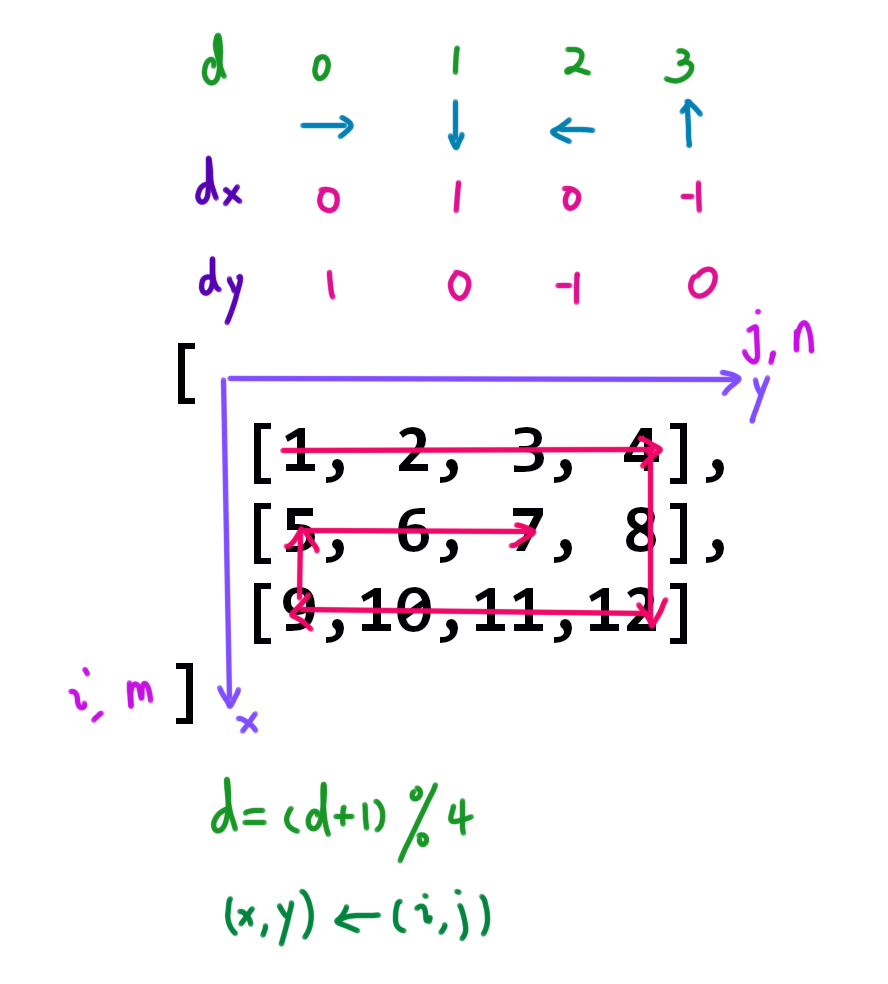 d 0 1 2 3
→ ↓ ← ↑
dx 0 1 0 -1
dy 1 0 -1 0
j, n
[
y
[1, 2, 3, 4],
[5, 6, 7, 8],
[9,10,11,12]
i, m ]
x
d=(d+1)%4
(x,y)←(i,j)